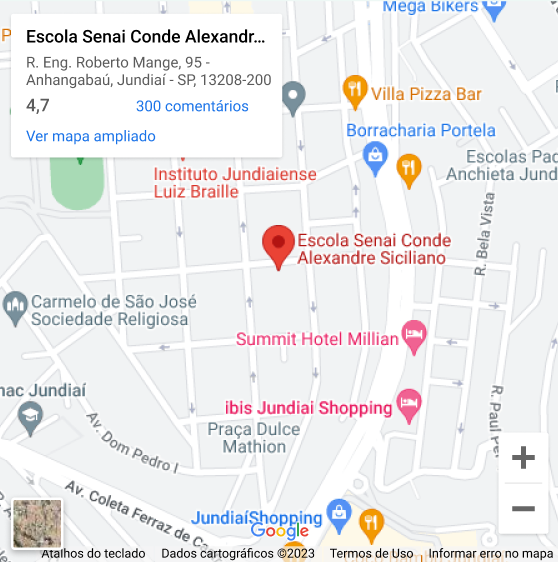 Mega Bikers
Escola Senai Conde Alexandr...
R. Eng. Roberto Mange, 95 -
Anhangabaú, Jundiaí - SP, 13208-200
4,7
300 comentários
Ver mapa ampliado
Villa Pizza Bar
Borracharia Portela
Escolas Pad
Anchieta Jund
Instituto Jundiaiense
Luiz Braille
R. Bela Vista
Escola Senai Conde
Alexandre Siciliano
Carmelo de São José
Sociedade Religiosa
Summit Hotel Millian
nac Jundiaí
ibis Jundiai Shopping
R. Paul Per
Praça Dulce
Mathion
Av. Dom Pedro I
Av. Coleta Ferraz de Ca
JundiaíShopping
Google
Atalhos do teclado
Dados cartográficos ©2023
Termos de Uso
Informar erro no mapa